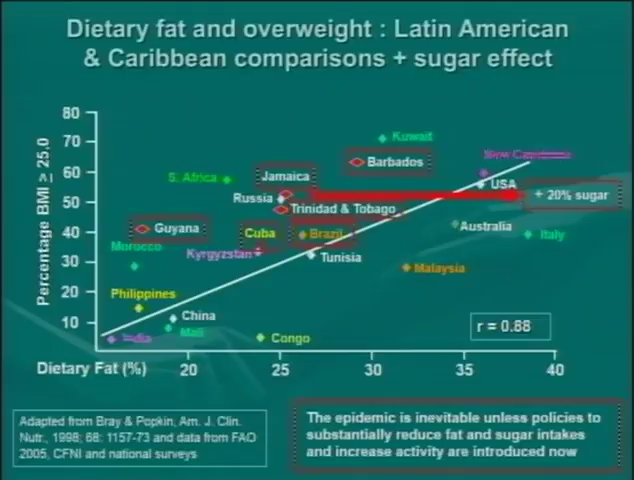 Dietary fat and overweight : Latin American
& Caribbean comparisons + sugar effect
Percentage BMI ≥ 25.0
80
70
60
50
40
30
20
10
Kuwait
Barbados
S. Africa
Jamaica
USA
+ 20% sugar
Russia
Trinidad & Tobago
Guyana
Cuba
Brazil
Australia
Italy
Morocco
Kyrgyzstan
Tunisia
Malaysia
Philippines
China
India
Mali
Congo
r = 0.88
Dietary Fat (%)
20
25
30
35
40
Adapted from Bray & Popkin, Am. J. Clin.
Nutr., 1998; 68: 1157-73 and data from FAO
2005, CFNI and national surveys
The epidemic is inevitable unless policies to
substantially reduce fat and sugar intakes
and increase activity are introduced now